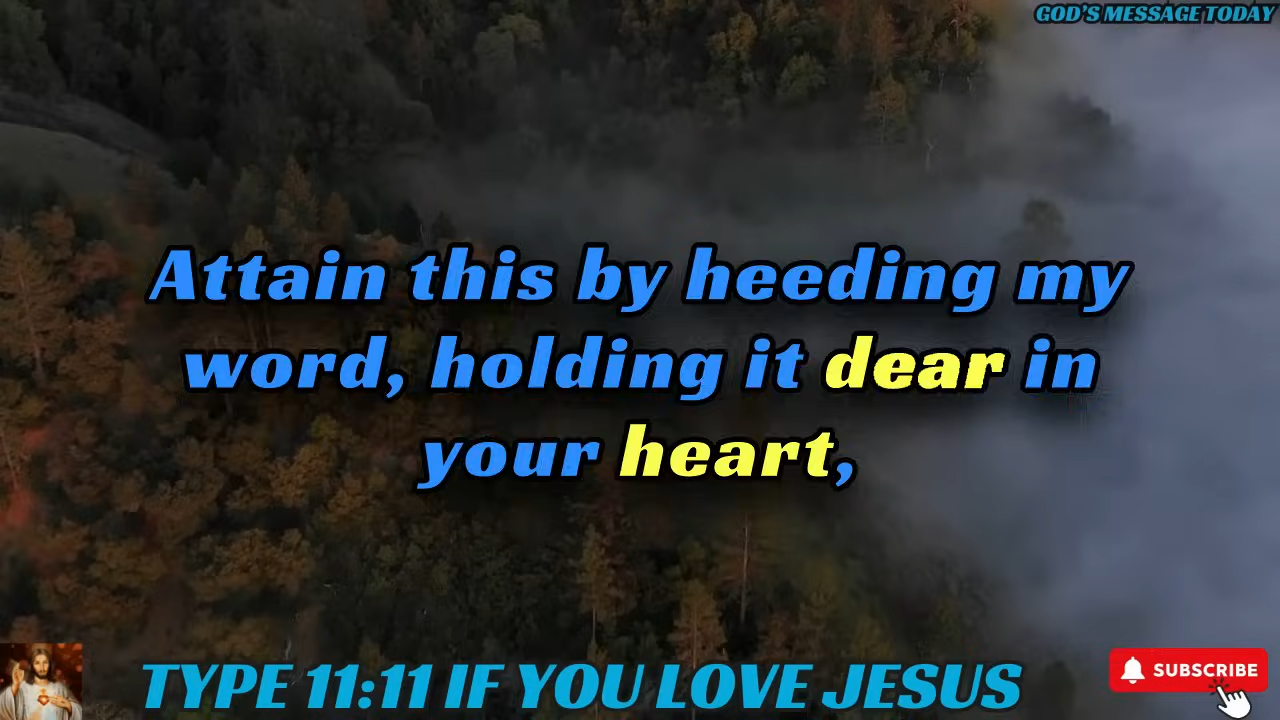 GOD'S MESSAGE TODAY
Attain this by heeding my
word, holding it dear in
your heart,
TYPE 11:11 IF YOU LOVE JESUS
SUBSCRIBE